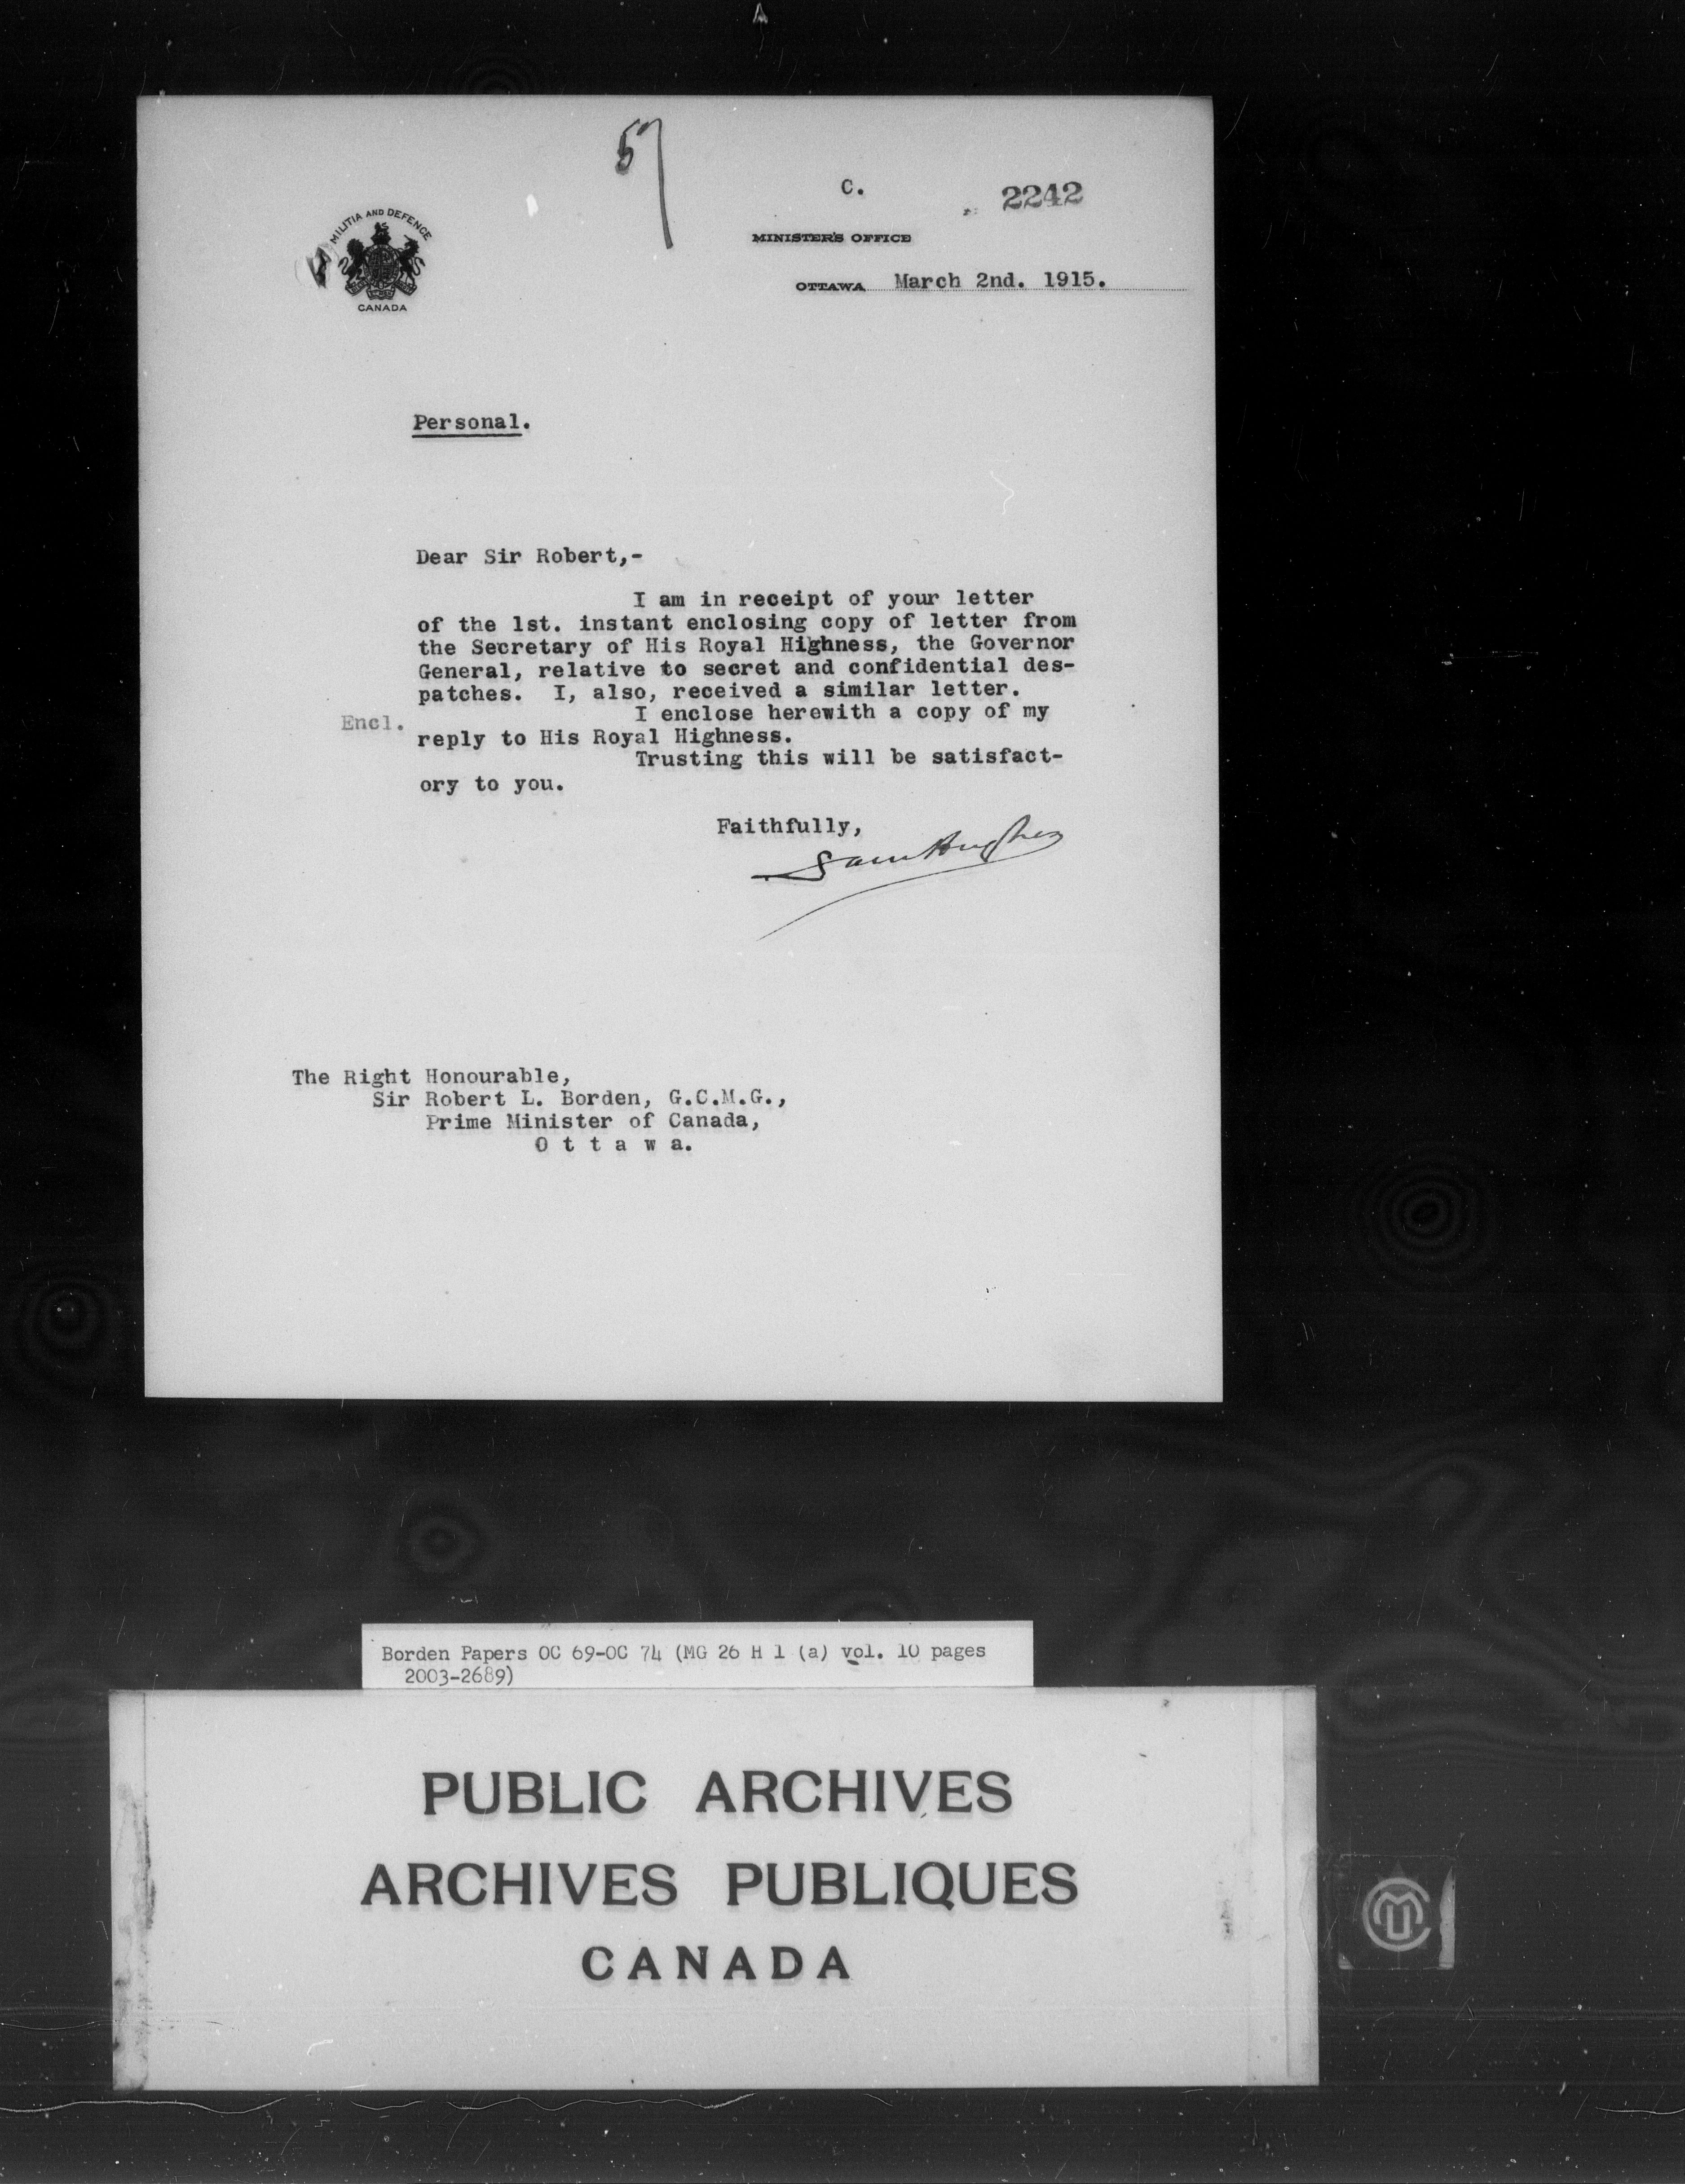 57
C.
2242
MILITIA AND DEFENCE
CANADA
MINISTER'S OFFICE
OTTAWA March 2nd. 1915.
Personal.
Dear Sir Robert,-
I am in receipt of your letter
of the 1st. instant enclosing copy of letter from
the Secretary of His Royal Highness, the Governor
General, relative to secret and confidential des-
patches. I, also, received a similar letter.
I enclose herewith a copy of my
Encl.
reply to His Royal Highness.
Trusting this will be satisfact-
ory to you.
Faithfully,
Sam Hughes
The Right Honourable,
Sir Robert L. Borden, G.C.M.G.,
Prime Minister of Canada,
O t t a w a.
Borden Papers OC 69-OC 74 (MG 26 H 1 (a) vol. 10 pages
2003-2689)
PUBLIC ARCHIVES
ARCHIVES PUBLIQUES
CANADA